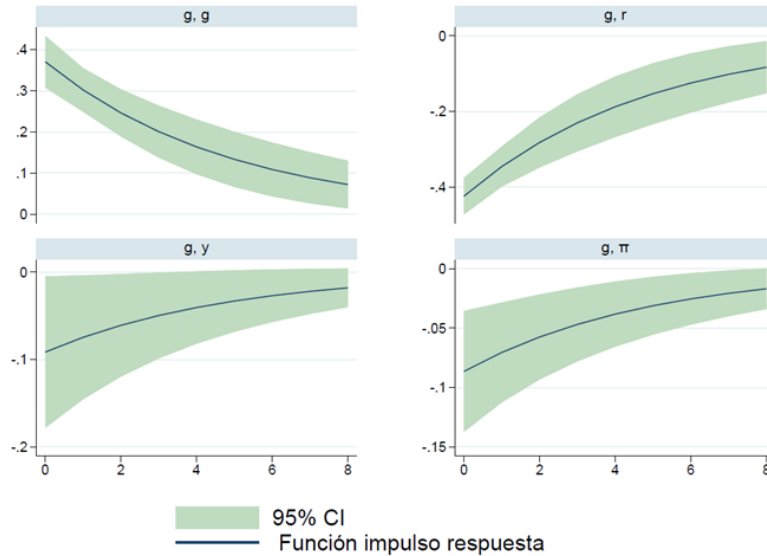 g, g
g, r
.4
.3
.2
.1
0
0
-.2
-.4
g, y
g, π
0
-.1
-.2
0
-.05
-.1
-.15
0 2 4 6 8
0 2 4 6 8
95% CI
Función impulso respuesta